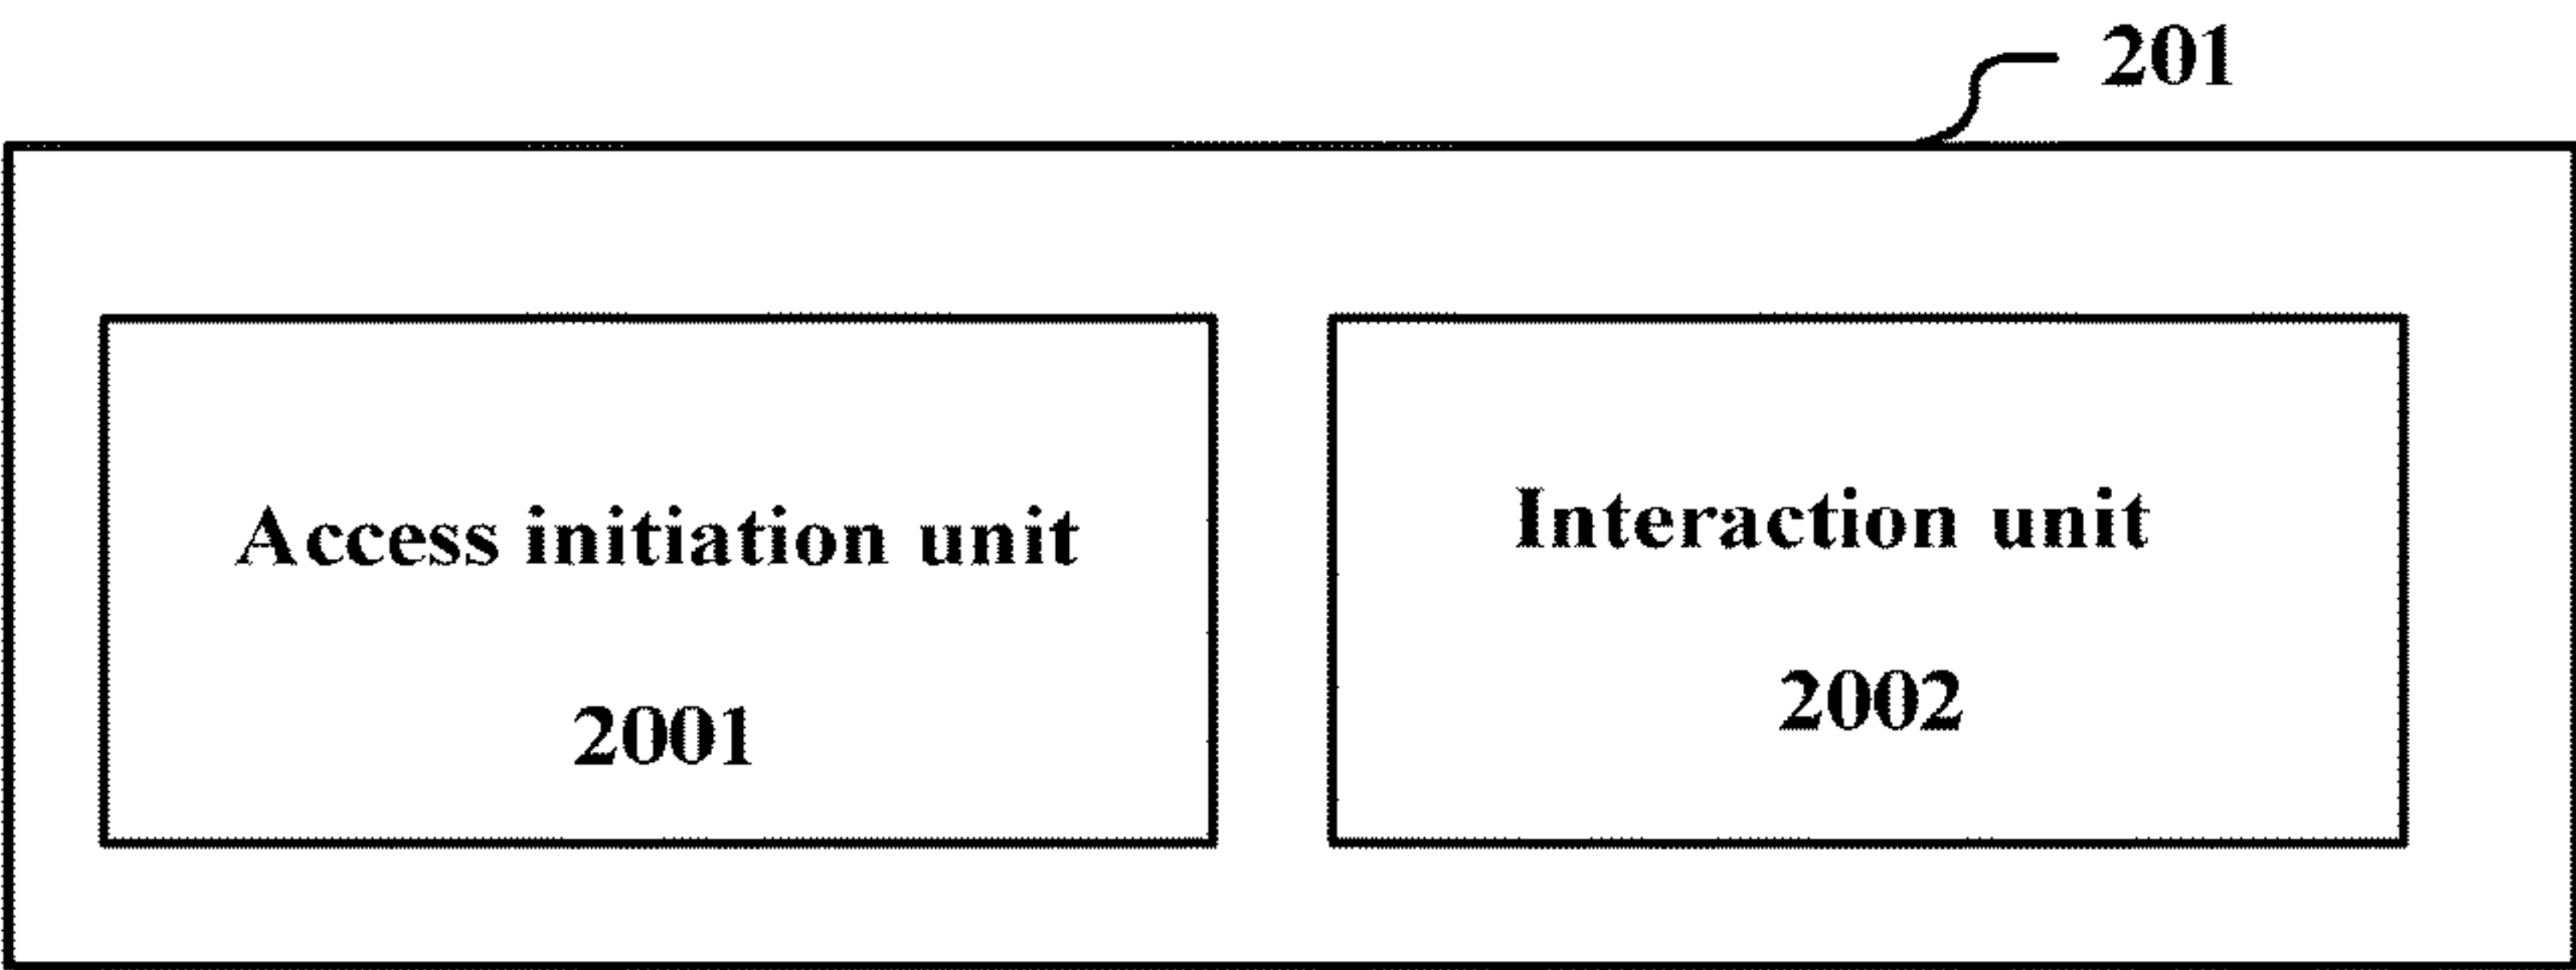 201
Access initiation unit
2001
Interaction unit
2002